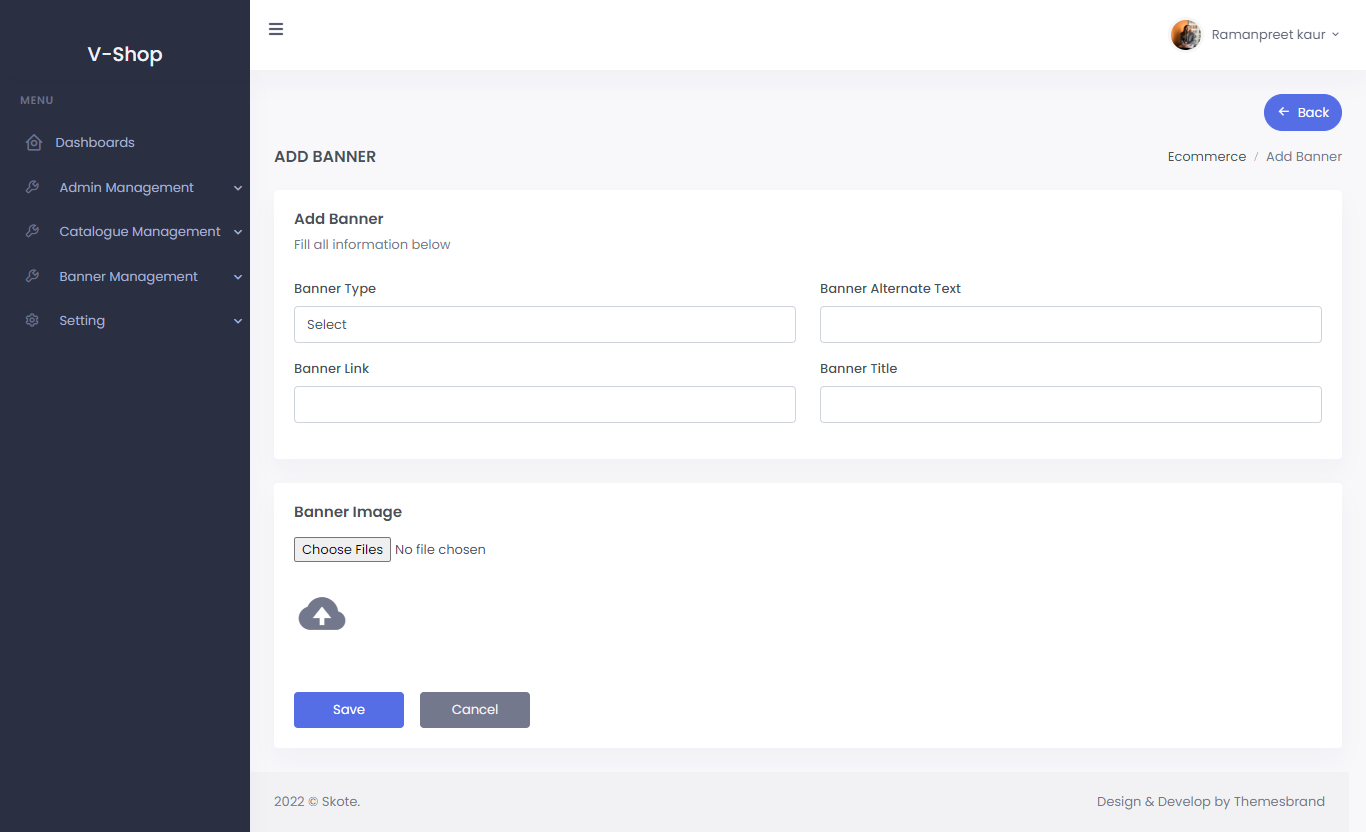 V-Shop
MENU
Dashboards
Admin Management
Catalogue Management
Banner Management
Setting
Ramanpreet kaur
Back
ADD BANNER
Ecommerce / Add Banner
Add Banner
Fill all information below
Banner Type
Banner Alternate Text
Select
Banner Link
Banner Title
Banner Image
Choose Files No file chosen
Save
Cancel
2022 © Skote.
Design & Develop by Themesbrand